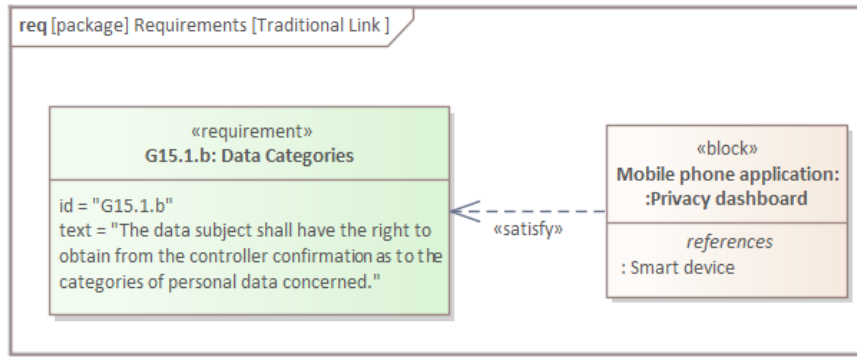 req [package] Requirements [Traditional Link ]
«requirement»
G15.1.b: Data Categories
id = "G15.1.b"
text = "The data subject shall have the right to
obtain from the controller confirmation as to the
categories of personal data concerned."
«satisfy»
«block»
Mobile phone application:
:Privacy dashboard
references
: Smart device